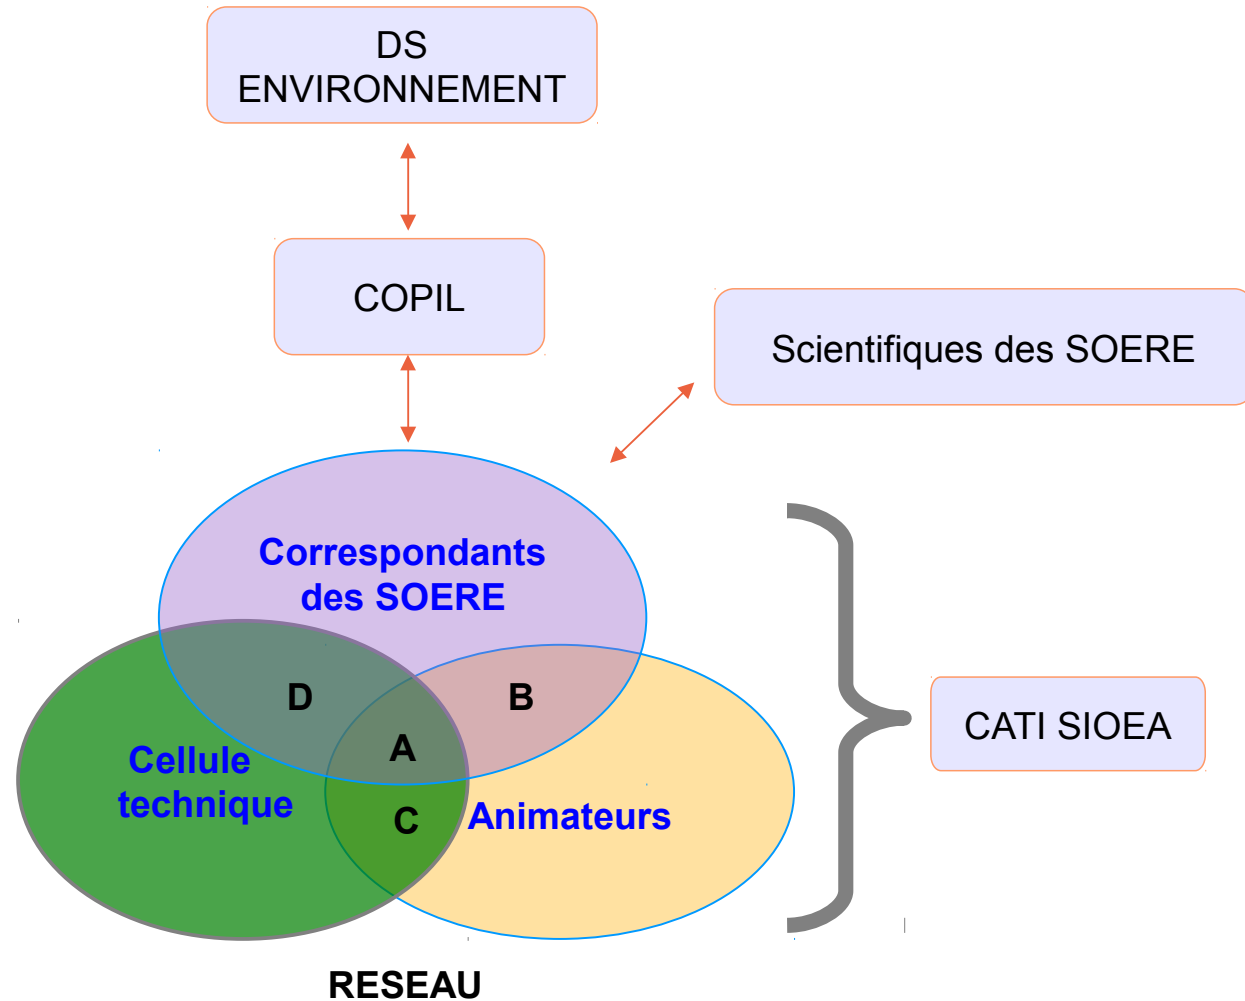 DS
ENVIRONNEMENT
COPIL
Scientifiques des SOERE
Correspondants
des SOERE
D
B
A
Cellule
technique
C
Animateurs
CATI SIOEA
RESEAU